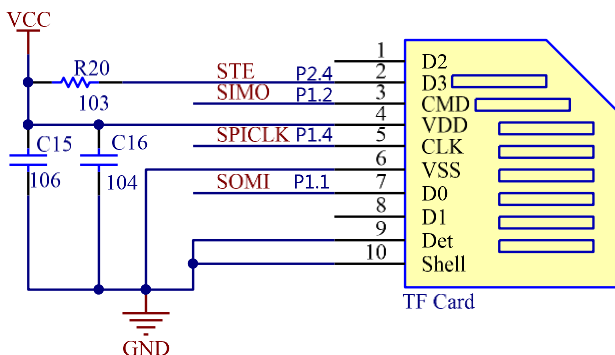 VCC
R20
103
STE P2.4
SIMO P1.2
SPICLK P1.4
SOMI P1.1
C15
106
C16
104
GND
1 D2
2 D3
3 CMD
4 VDD
5 CLK
6 VSS
7 D0
8 D1
9 Det
10 Shell
TF Card